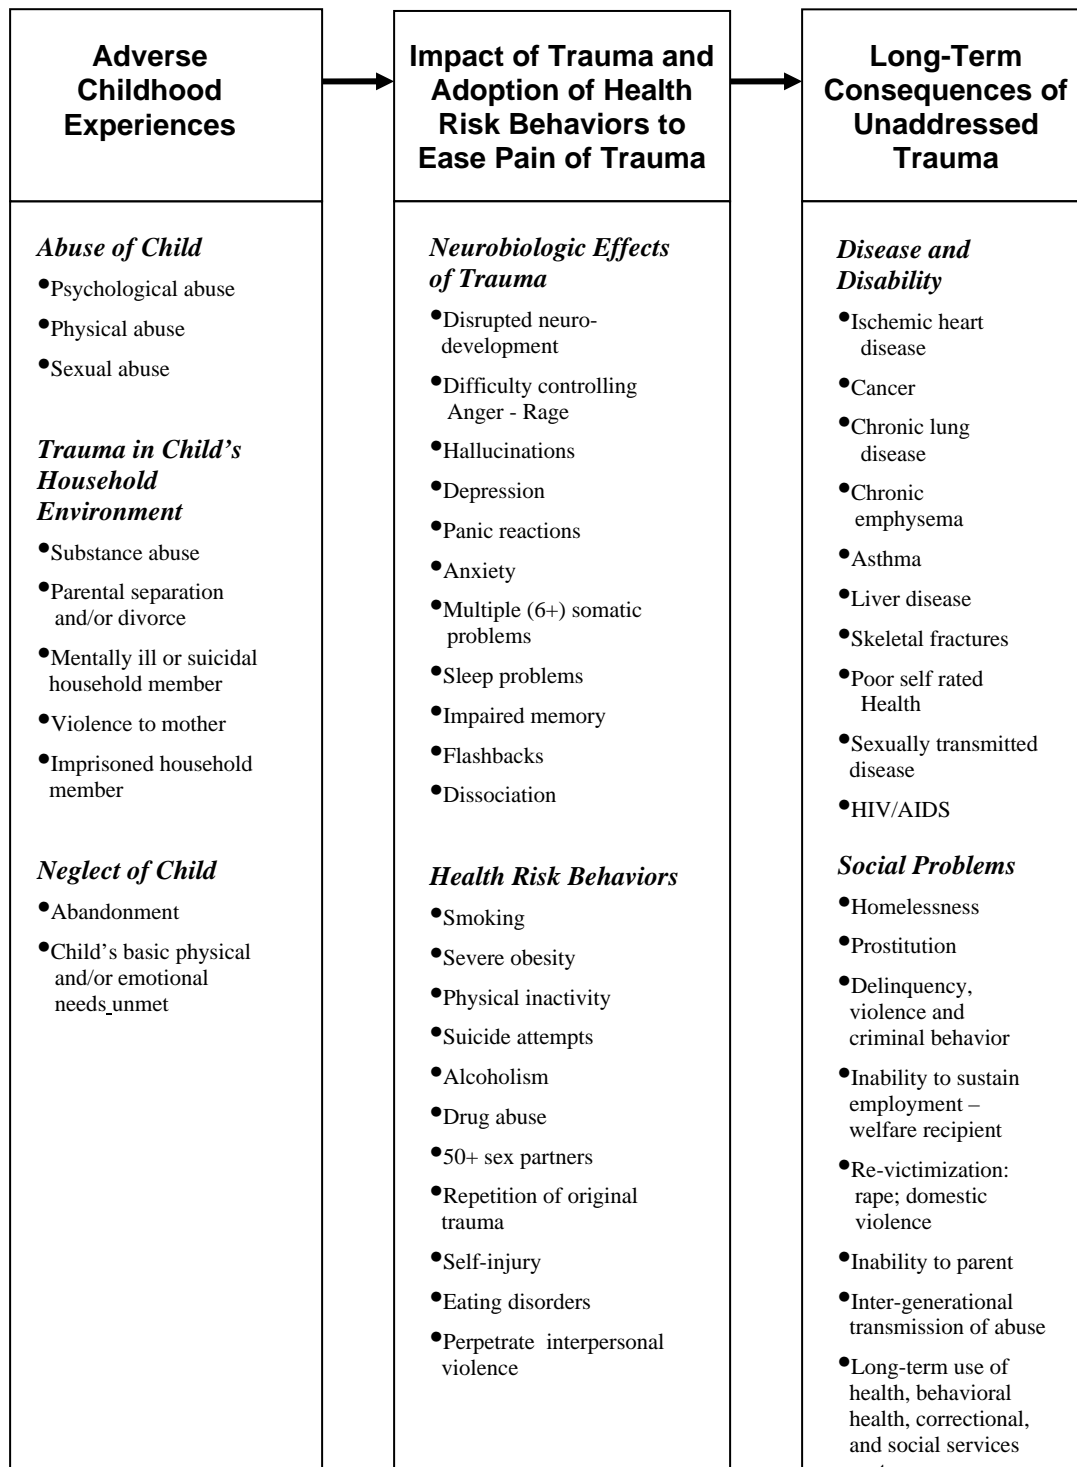 Adverse
Childhood
Experiences
Impact of Trauma and
Adoption of Health
Risk Behaviors to
Ease Pain of Trauma
Long-Term
Consequences of
Unaddressed
Trauma
Abuse of Child
•Psychological abuse
•Physical abuse
•Sexual abuse
Trauma in Child’s
Household
Environment
•Substance abuse
•Parental separation
and/or divorce
•Mentally ill or suicidal
household member
•Violence to mother
•Imprisoned household
member
Neglect of Child
•Abandonment
•Child’s basic physical
and/or emotional
needs unmet
Neurobiologic Effects
of Trauma
•Disrupted neuro-
development
•Difficulty controlling
Anger - Rage
•Hallucinations
•Depression
•Panic reactions
•Anxiety
•Multiple (6+) somatic
problems
•Sleep problems
•Impaired memory
•Flashbacks
•Dissociation
Health Risk Behaviors
•Smoking
•Severe obesity
•Physical inactivity
•Suicide attempts
•Alcoholism
•Drug abuse
•50+ sex partners
•Repetition of original
trauma
•Self-injury
•Eating disorders
•Perpetrate interpersonal
violence
Disease and
Disability
•Ischemic heart
disease
•Cancer
•Chronic lung
disease
•Chronic
emphysema
•Asthma
•Liver disease
•Skeletal fractures
•Poor self rated
Health
•Sexually transmitted
disease
•HIV/AIDS
Social Problems
•Homelessness
•Prostitution
•Delinquency,
violence and
criminal behavior
•Inability to sustain
employment –
welfare recipient
•Re-victimization:
rape; domestic
violence
•Inability to parent
•Inter-generational
transmission of abuse
•Long-term use of
health, behavioral
health, correctional,
and social services